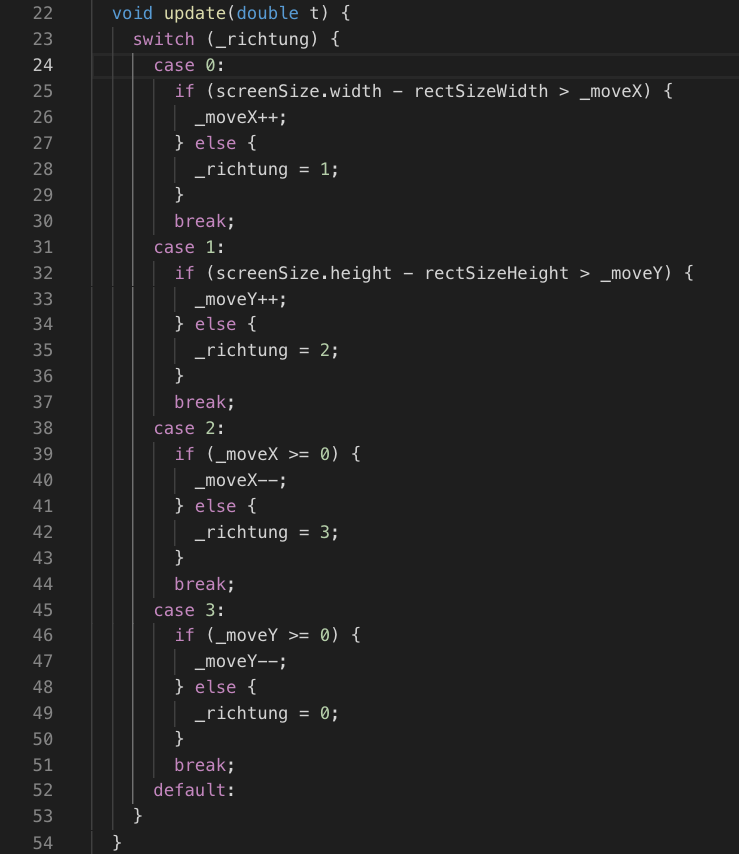 22 void update(double t) {
23 switch (_richtung) {
24 case 0:
25 if (screenSize.width - rectSizeWidth > _moveX) {
26 _moveX++;
27 } else {
28 _richtung = 1;
29 }
30 break;
31 case 1:
32 if (screenSize.height - rectSizeHeight > _moveY) {
33 _moveY++;
34 } else {
35 _richtung = 2;
36 }
37 break;
38 case 2:
39 if (_moveX >= 0) {
40 _moveX--;
41 } else {
42 _richtung = 3;
43 }
44 break;
45 case 3:
46 if (_moveY >= 0) {
47 _moveY--;
48 } else {
49 _richtung = 0;
50 }
51 break;
52 default:
53 }
54 }